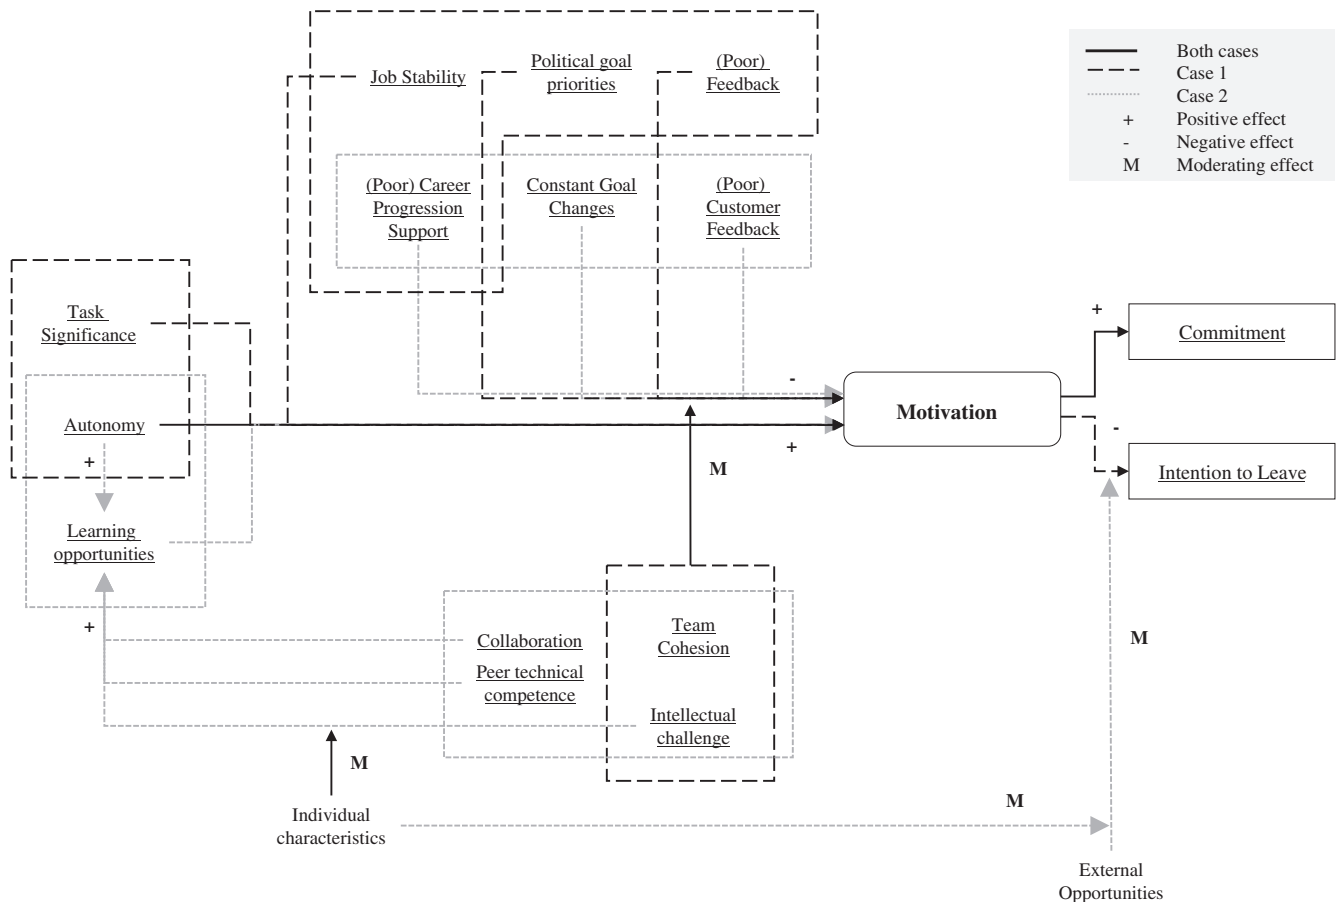 Both cases
Case 1
Case 2
+ Positive effect
- Negative effect
M Moderating effect
Job Stability
Political goal
priorities
(Poor)
Feedback
(Poor) Career
Progression
Support
Constant Goal
Changes
(Poor)
Customer
Feedback
Task
Significance
Autonomy
+
Learning
opportunities
+
-
+
Motivation
+
Commitment
-
Intention to Leave
M
Collaboration
Peer technical
competence
Team
Cohesion
Intellectual
challenge
M
M
Individual
characteristics
M
External
Opportunities